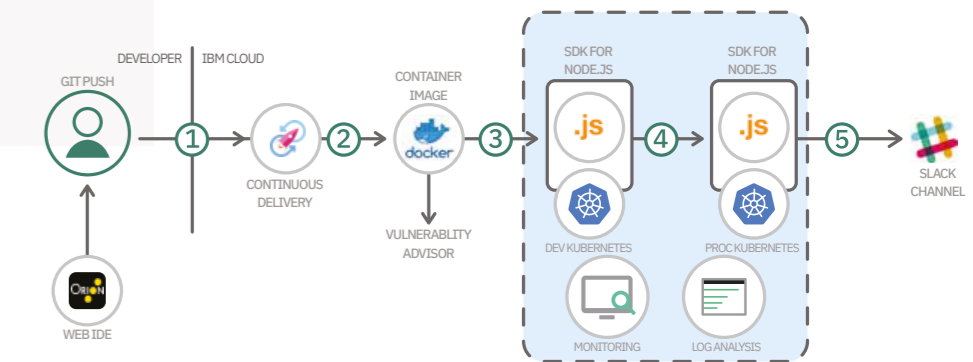 DEVELOPER
IBM CLOUD
GIT PUSH
1
CONTINUOUS
DELIVERY
2
CONTAINER
IMAGE
docker
VULNERABLITY
ADVISOR
3
SDK FOR
NODE.JS
.js
DEV KUBERNETES
4
SDK FOR
NODE.JS
.js
PROC KUBERNETES
5
SLACK
CHANNEL
ORION
WEB IDE
MONITORING
LOG ANALYSIS